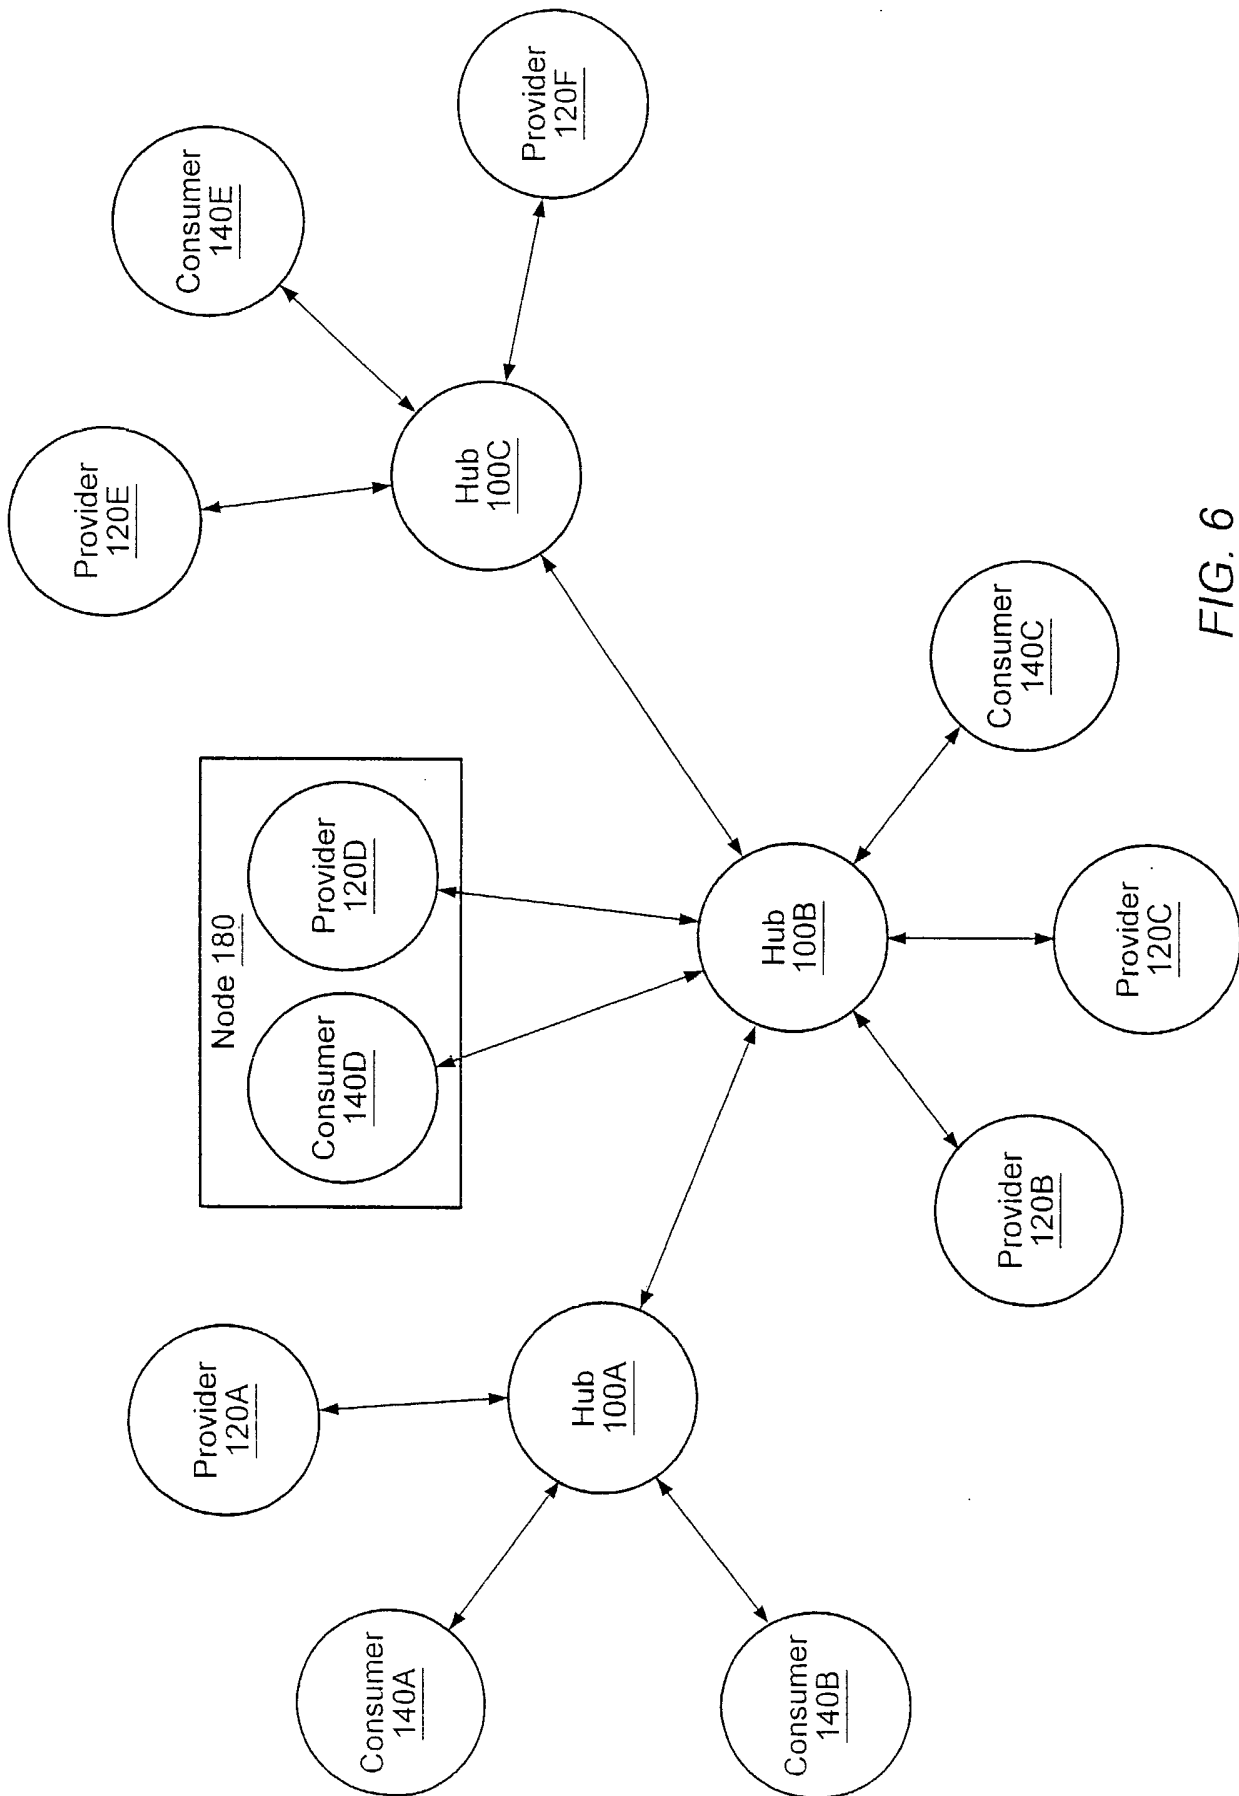 Provider
120A
Consumer
140A
Consumer
140B
Hub
100A
Node 180
Consumer
140D
Provider
120D
Hub
100B
Provider
120B
Provider
120C
Consumer
140C
Provider
120E
Consumer
140E
Hub
100C
Provider
120F
FIG. 6